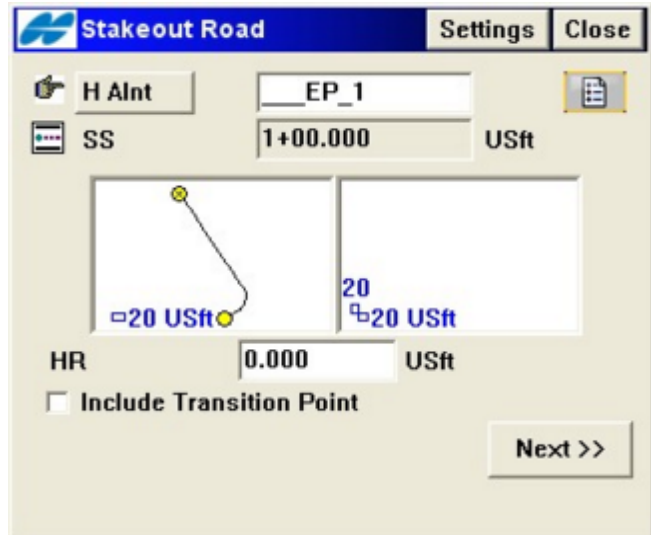 Stakeout Road Settings Close
H Alnt ___EP_1
SS 1+00.000 USft
20
20 USft 20 USft
HR 0.000 USft
Include Transition Point
Next >>